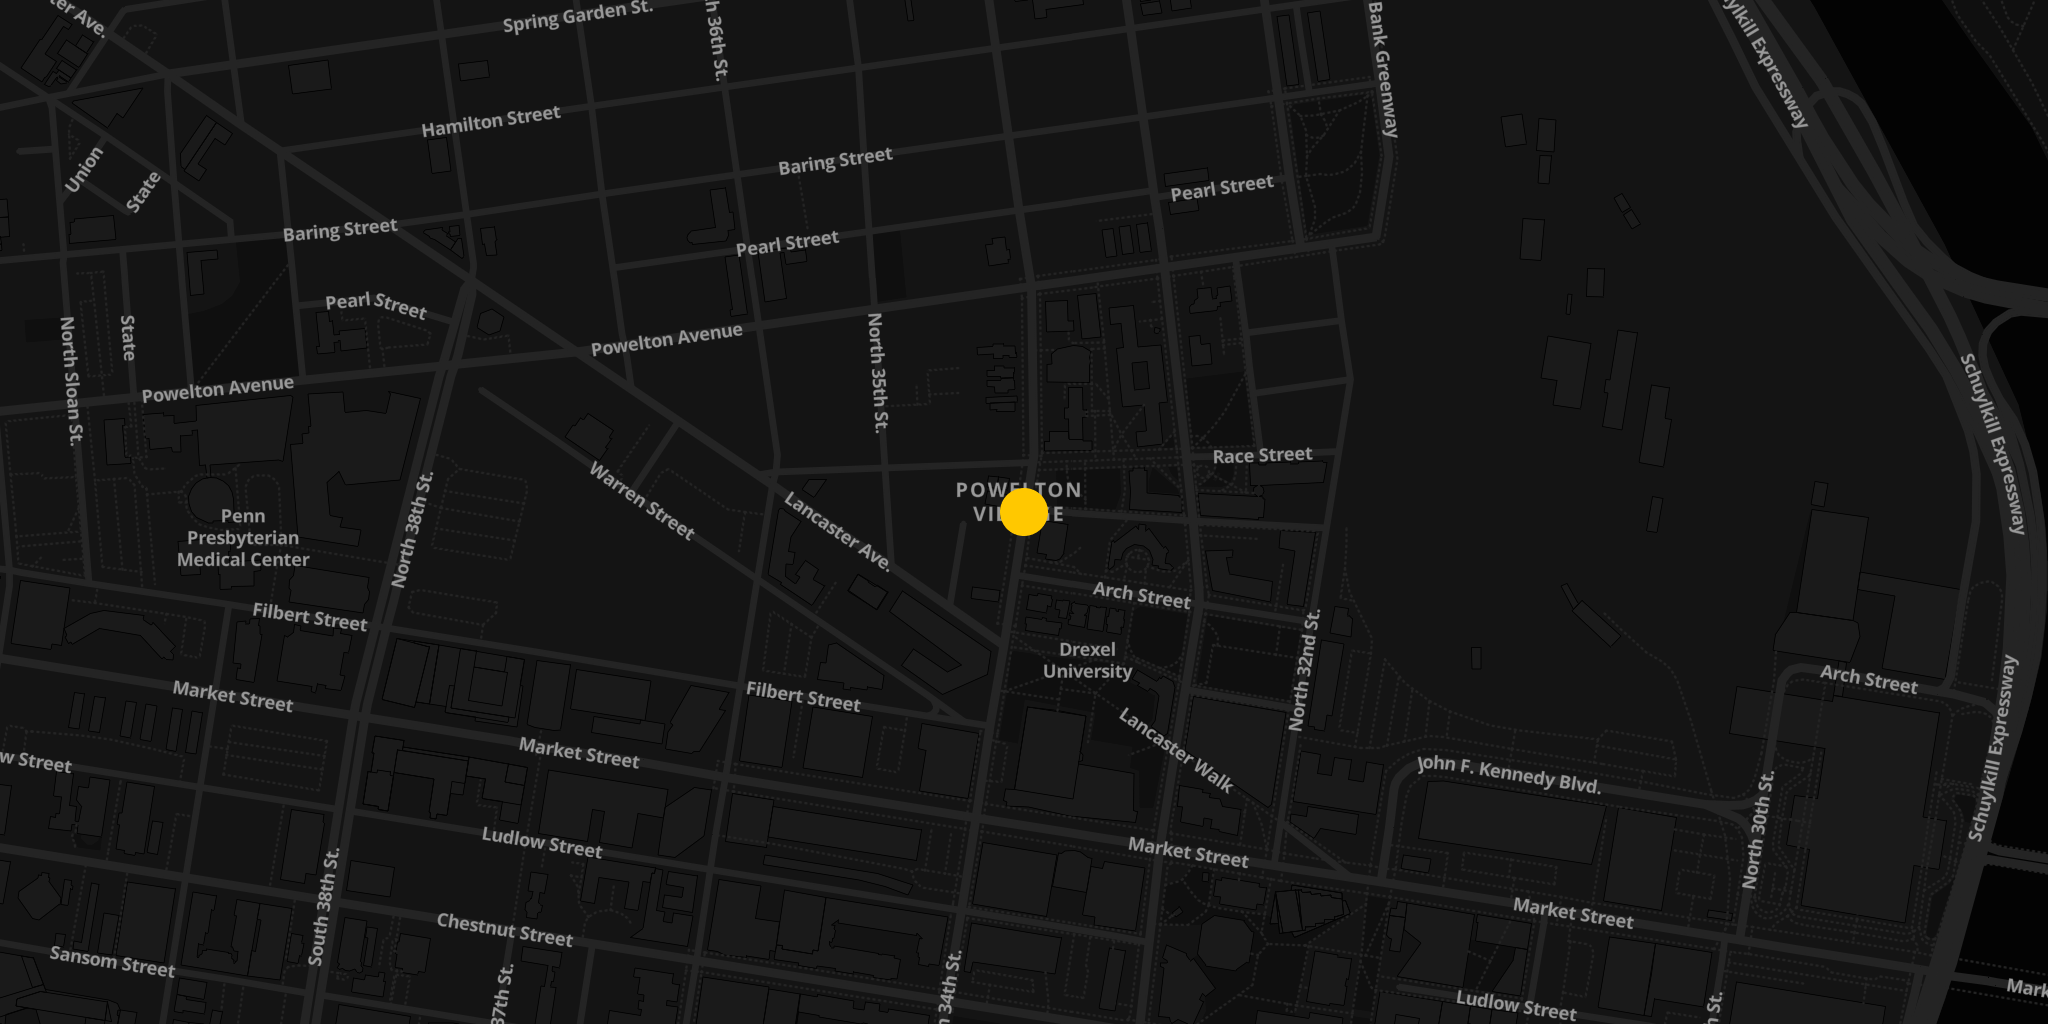 ter Ave.
Spring Garden St.
h 36th St.
Bank Greenway
ylkill Expressway
Hamilton Street
Baring Street
Union
State
Pearl Street
Baring Street
Pearl Street
Pearl Street
State
North Sloan St.
Powelton Avenue
North 35th St.
Powelton Avenue
Schuylkill Expressway
Race Street
North 38th St.
Warren Street
Lancaster Ave.
POWELTON
Penn
Presbyterian
Medical Center
Arch Street
Filbert Street
Drexel
University
North 32nd St.
Arch Street
Market Street
Filbert Street
Lancaster Walk
Schuylkill Expressway
w Street
Market Street
John F. Kennedy Blvd.
North 30th St.
Ludlow Street
Market Street
South 38th St.
Chestnut Street
Market Street
Sansom Street
37th St.
h 34th St.
Ludlow Street
h St.
Mark